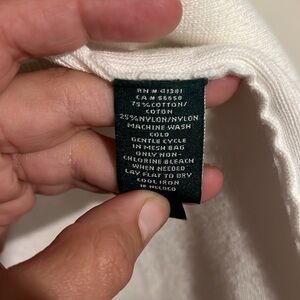 RN # 41381
CA # 56658
75%COTTON/
COTON
25%NYLON/NYLON
MACHINE WASH
COLD
GENTLE CYCLE
IN MESH BAG
ONLY NON-
CHLORINE BLEACH
WHEN NEEDED
LAY FLAT TO DRY
COOL IRON
IF NEEDED